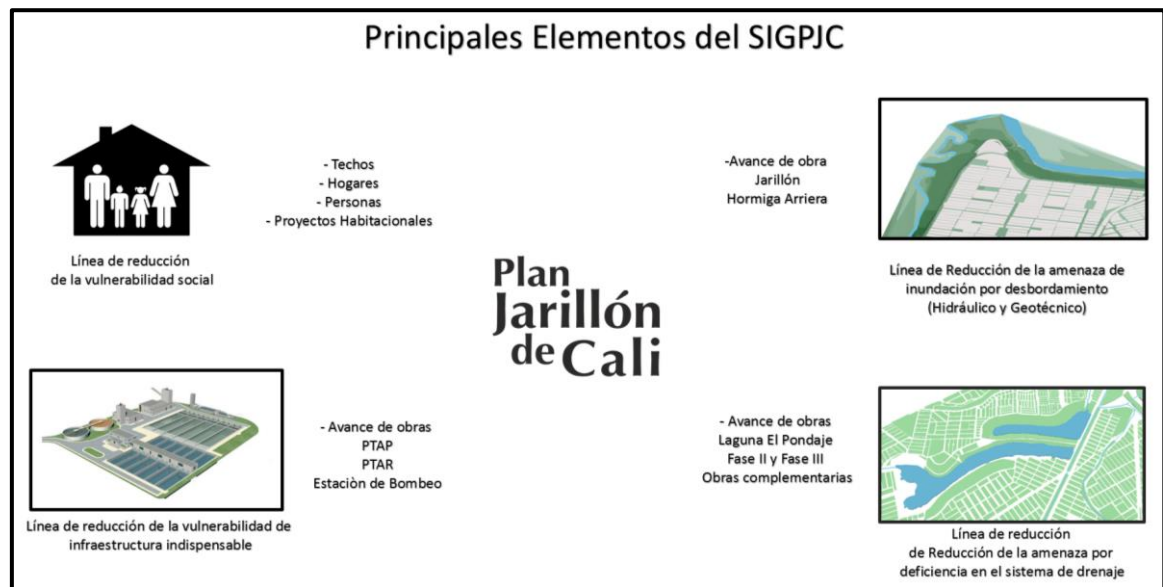 Principales Elementos del SIGPJC
- Techos
- Hogares
- Personas
- Proyectos Habitacionales
Línea de reducción
de la vulnerabilidad social
-Avance de obra
Jarillón
Hormiga Arriera
Línea de Reducción de la amenaza de
inundación por desbordamiento
(Hidráulico y Geotécnico)
Plan
Jarillón
de Cali
- Avance de obras
PTAP
PTAR
Estaciòn de Bombeo
Línea de reducción de la vulnerabilidad de
infraestructura indispensable
- Avance de obras
Laguna El Pondaje
Fase II y Fase III
Obras complementarias
Línea de reducción
de Reducción de la amenaza por
deficiencia en el sistema de drenaje